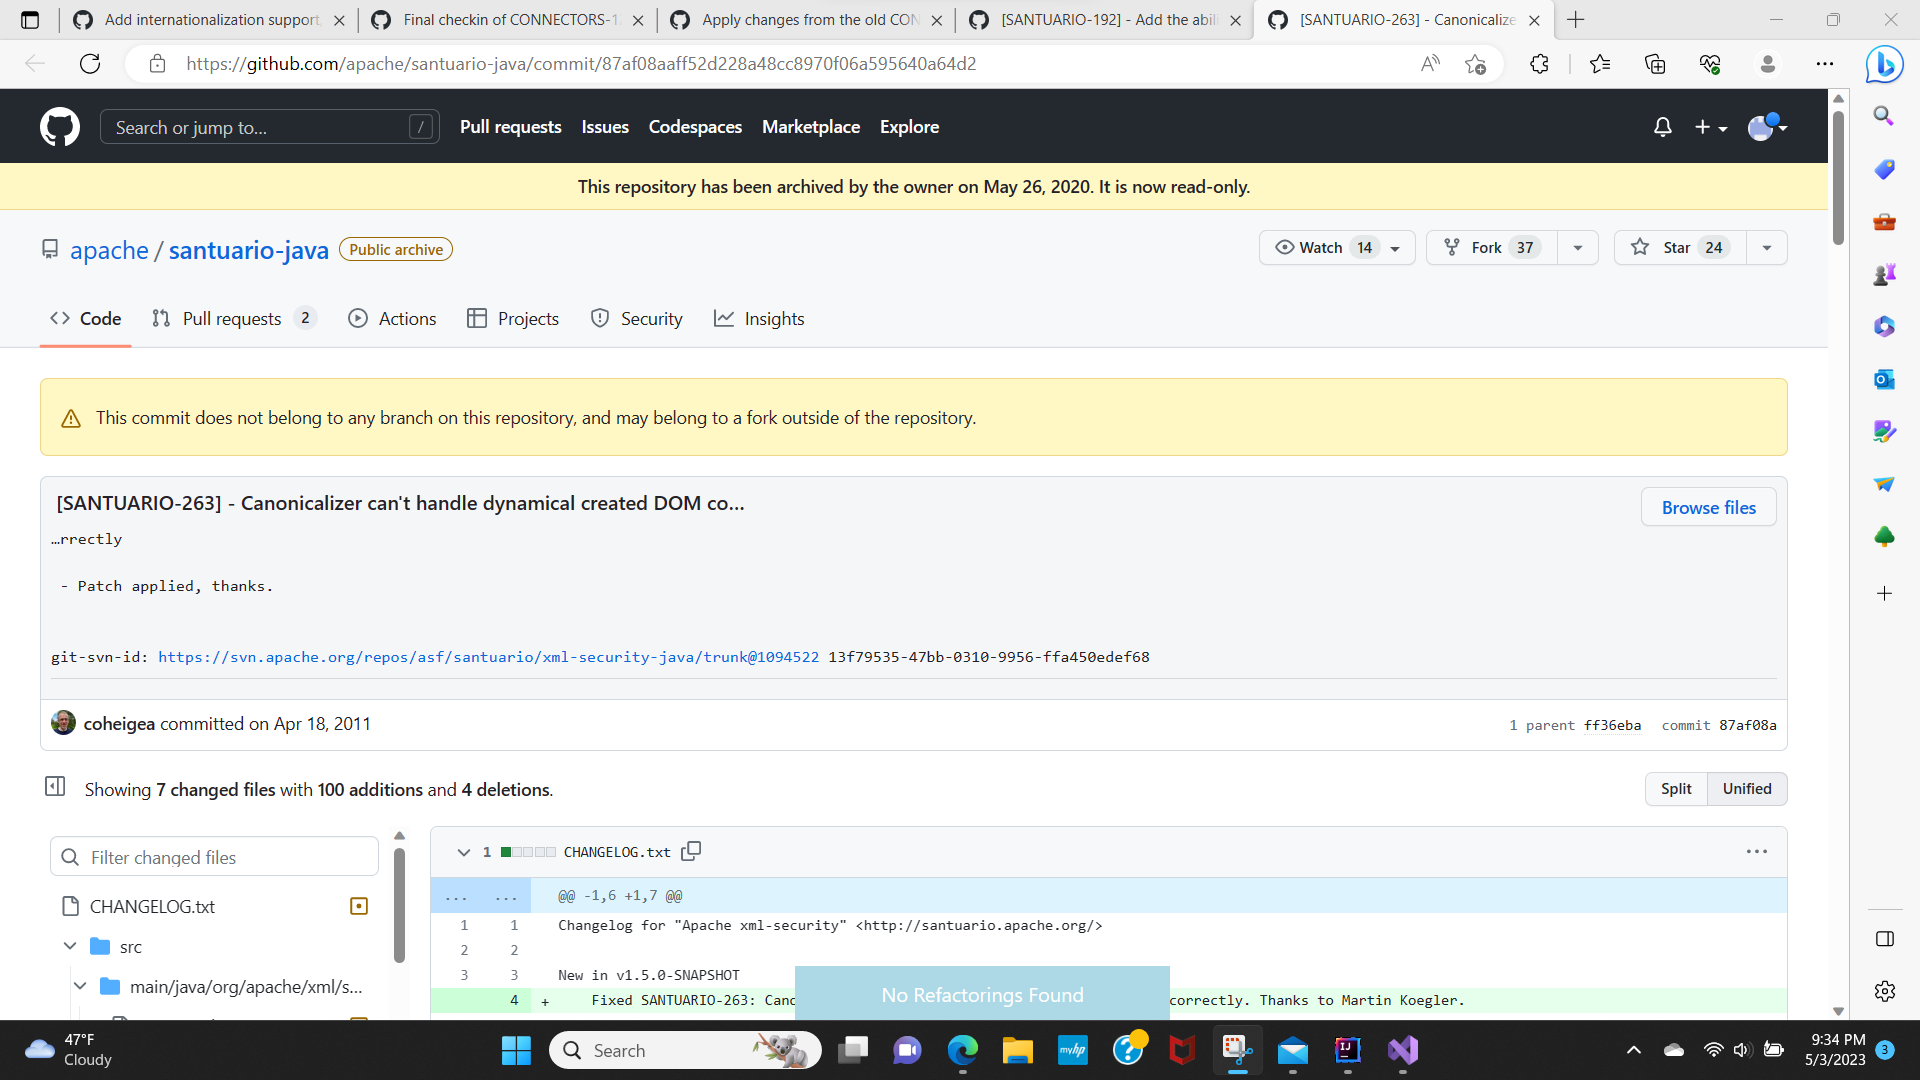 Add internationalization support,
Final checkin of CONNECTORS-1
Apply changes from the old CON
[SANTUARIO-192] - Add the abil
[SANTUARIO-263] - Canonicalize
https://github.com/apache/santuario-java/commit/87af08aaff52d228a48cc8970f06a595640a64d2
Search or jump to... /
Pull requests Issues Codespaces Marketplace Explore
This repository has been archived by the owner on May 26, 2020. It is now read-only.
apache / santuario-java Public archive
Watch 14 Fork 37 Star 24
Code Pull requests 2 Actions Projects Security Insights
This commit does not belong to any branch on this repository, and may belong to a fork outside of the repository.
[SANTUARIO-263] - Canonicalizer can't handle dynamical created DOM co...
Browse files
…rrectly
- Patch applied, thanks.
git-svn-id: https://svn.apache.org/repos/asf/santuario/xml-security-java/trunk@1094522 13f79535-47bb-0310-9956-ffa450edef68
coheigea committed on Apr 18, 2011
1 parent ff36eba commit 87af08a
Showing 7 changed files with 100 additions and 4 deletions.
Split Unified
Filter changed files
CHANGELOG.txt
src
main/java/org/apache/xml/s...
1 CHANGELOG.txt
... ... @@ -1,6 +1,7 @@
1 1 Changelog for "Apache xml-security" <http://santuario.apache.org/>
2 2
3 3 New in v1.5.0-SNAPSHOT
4 + Fixed SANTUARIO-263: Canc correctly. Thanks to Martin Koegler.
No Refactorings Found
47°F
Cloudy
Search
myhp
IJ
9:34 PM
5/3/2023
3